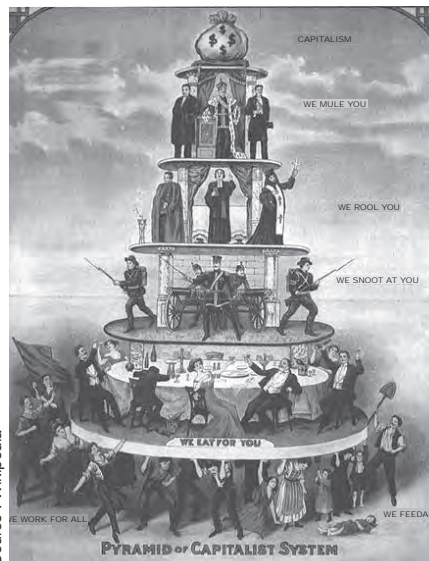 $ $ $ $
CAPITALISM
WE MULE YOU
WE ROOL YOU
WE SNOOT AT YOU
WE EAT FOR YOU
WE WORK FOR ALL
WE FEEDA
PYRAMID OF CAPITALIST SYSTEM